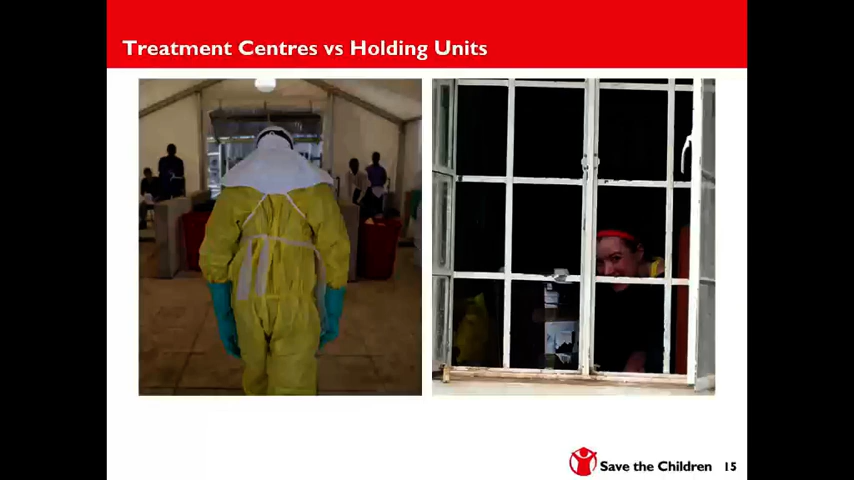 Treatment Centres vs Holding Units
Save the Children 15